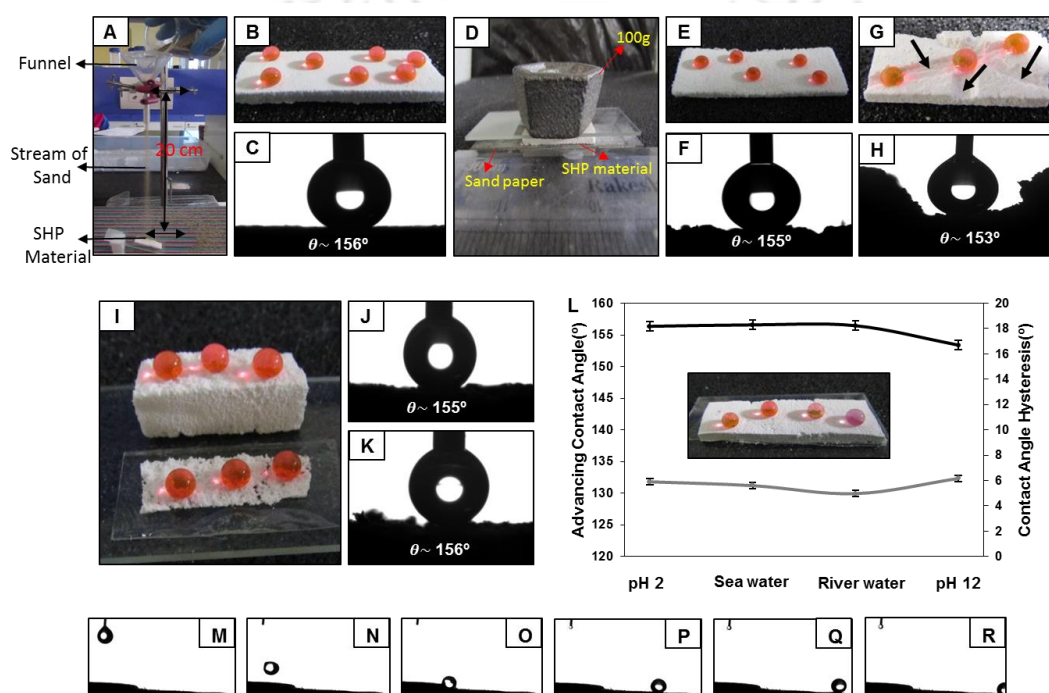 A
Funnel
20 cm
Stream of
Sand
SHP
Material
B
C
θ~ 156º
D
100g
Sand paper
SHP material
E
F
θ~ 155º
G
H
θ~ 153º
I
J
θ~ 155º
K
θ~ 156º
L
Advancing Contact Angle(º)
160
155
150
145
140
135
130
125
120
20
18
16
14
12
10
8
6
4
2
0
Contact Angle Hysteresis(º)
pH 2 Sea water River water pH 12
M N O P Q R